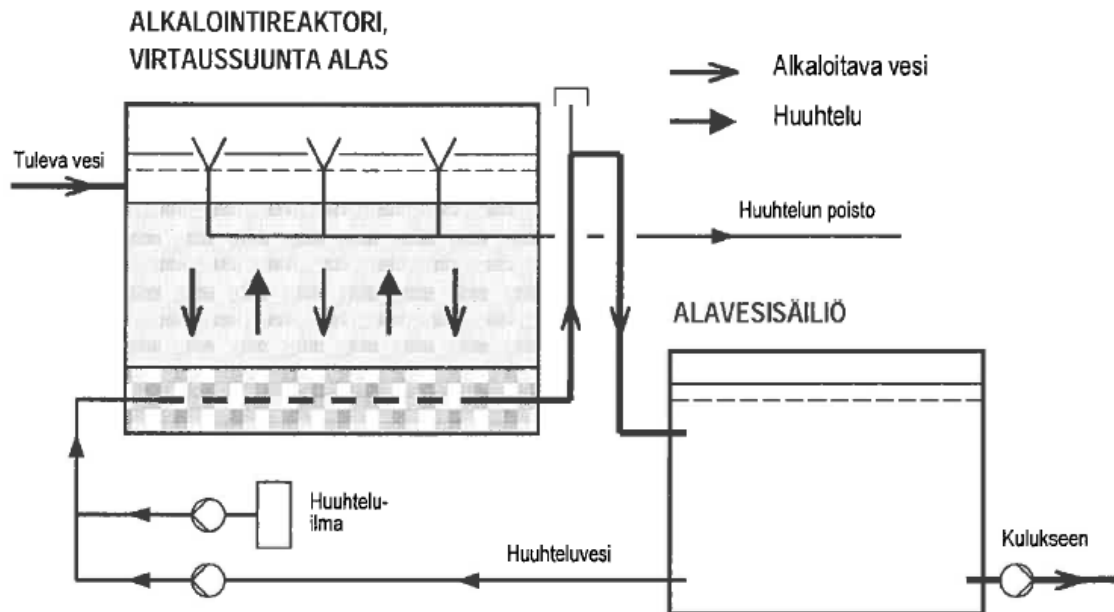 ALKALOINTIREAKTORI,
VIRTAUSSUUNTA ALAS
Alkaloitava vesi
Huuhtelu
Tuleva vesi
Huuhtelun poisto
ALAVESISÄILIÖ
Huuhtelu-
ilma
Huuhteluvesi
Kulukseen